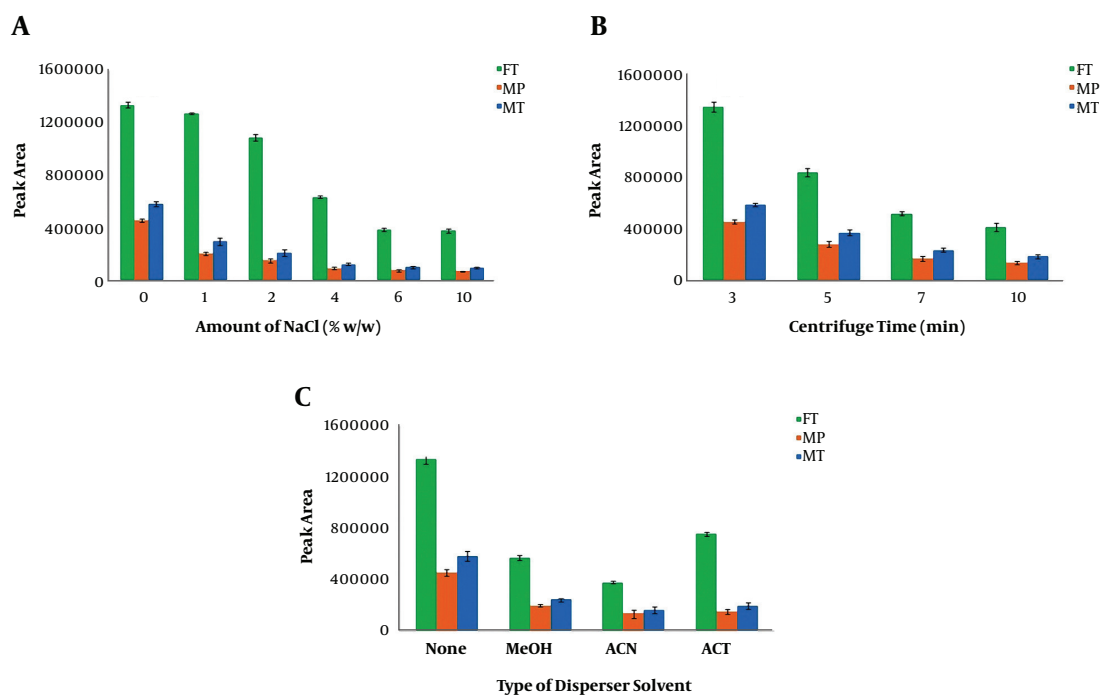 A
1600000
1200000
800000
400000
0
Peak Area
0 1 2 4 6 10
Amount of NaCl (% w/w)
FT
MP
MT
B
1600000
1200000
800000
400000
0
Peak Area
3 5 7 10
Centrifuge Time (min)
FT
MP
MT
C
1600000
1200000
800000
400000
0
Peak Area
None MeOH ACN ACT
Type of Disperser Solvent
FT
MP
MT